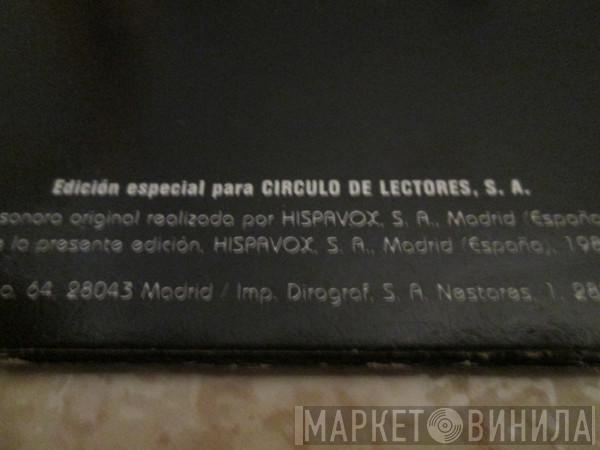 Edición especial para CIRCULO DE LECTORES, S. A.
sonoro original realizado por HISPAVOX, S. A., Madrid (España
la presente edición, HISPAVOX, S. A., Madrid (España), 198
64. 28043 Madrid / Imp. Dirograf, S. A. Nestares, 1. 28
МАРКЕТ ВИНИЛА